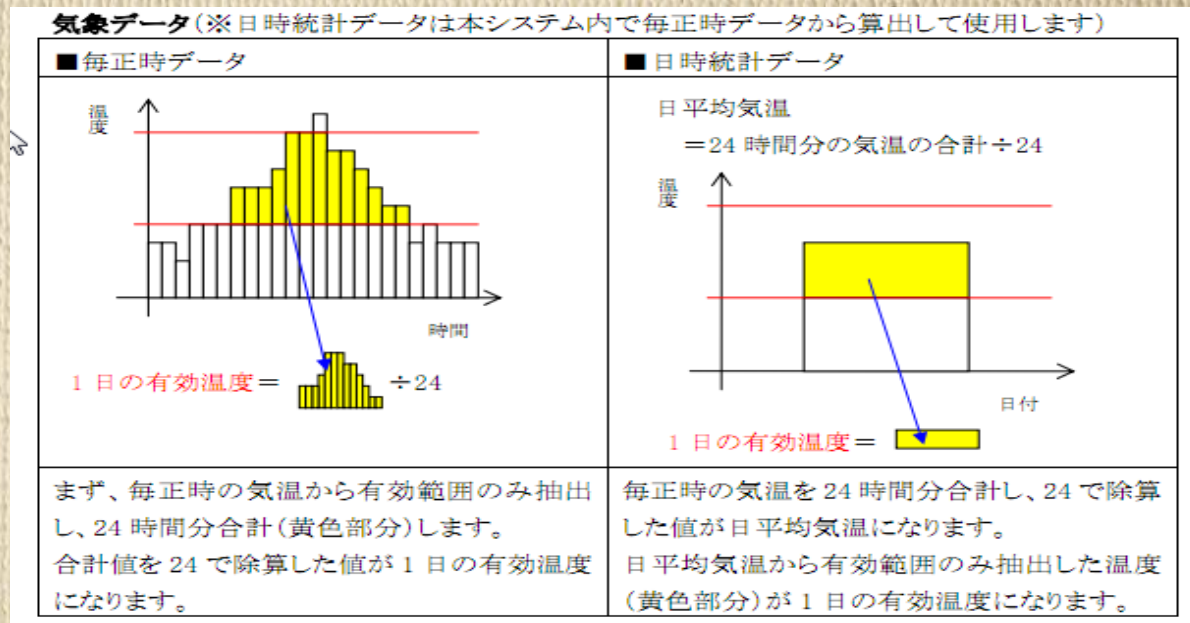 気象データ(※日時統計データは本システム内で毎正時データから算出して使用します)
■毎正時データ
温度
時間
1日の有効温度= ÷24
まず、毎正時の気温から有効範囲のみ抽出
し、24時間分合計(黄色部分)します。
合計値を24で除算した値が1日の有効温度
になります。
■日時統計データ
日平均気温
=24時間分の気温の合計÷24
温度
日付
1日の有効温度=
毎正時の気温を24時間分合計し、24で除算
した値が日平均気温になります。
日平均気温から有効範囲のみ抽出した温度
(黄色部分)が1日の有効温度になります。